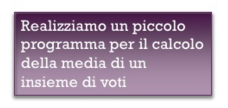 Realizziamo un piccolo
programma per il calcolo
della media di un
insieme di voti